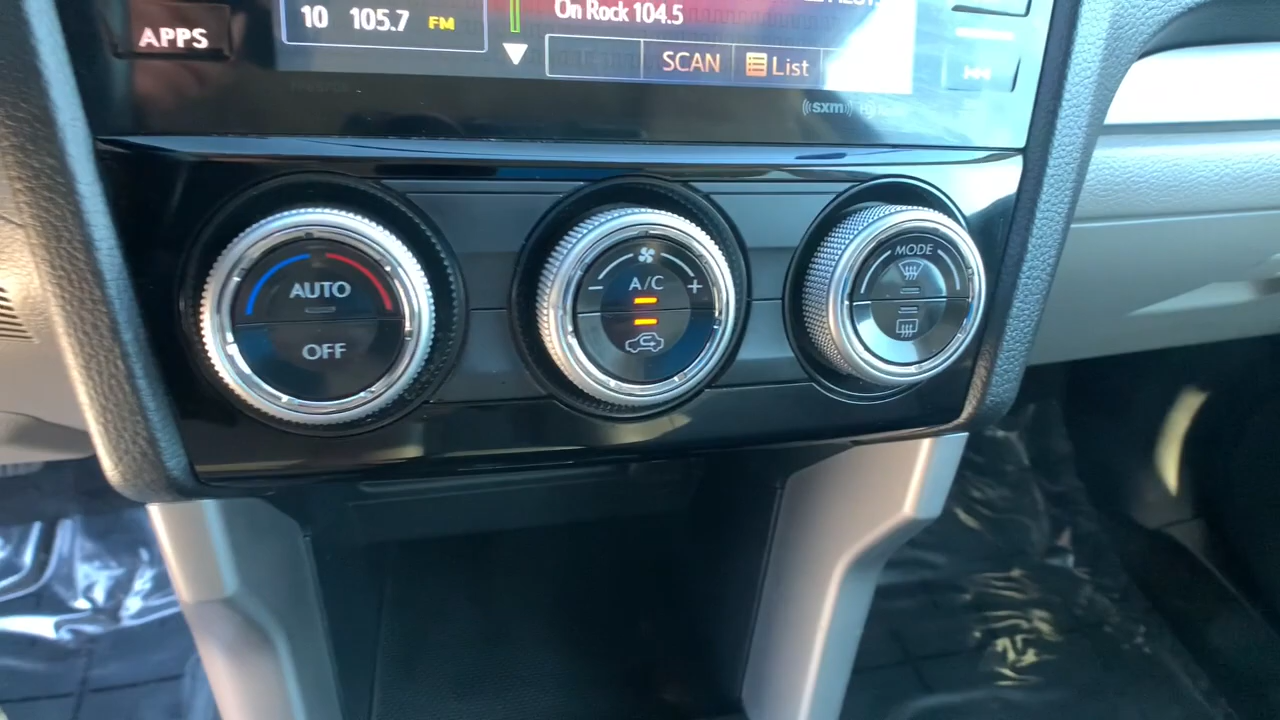 APPS
10 105.7 FM
On Rock 104.5
SCAN
List
sxm
AUTO
OFF
A/C
- +
MODE